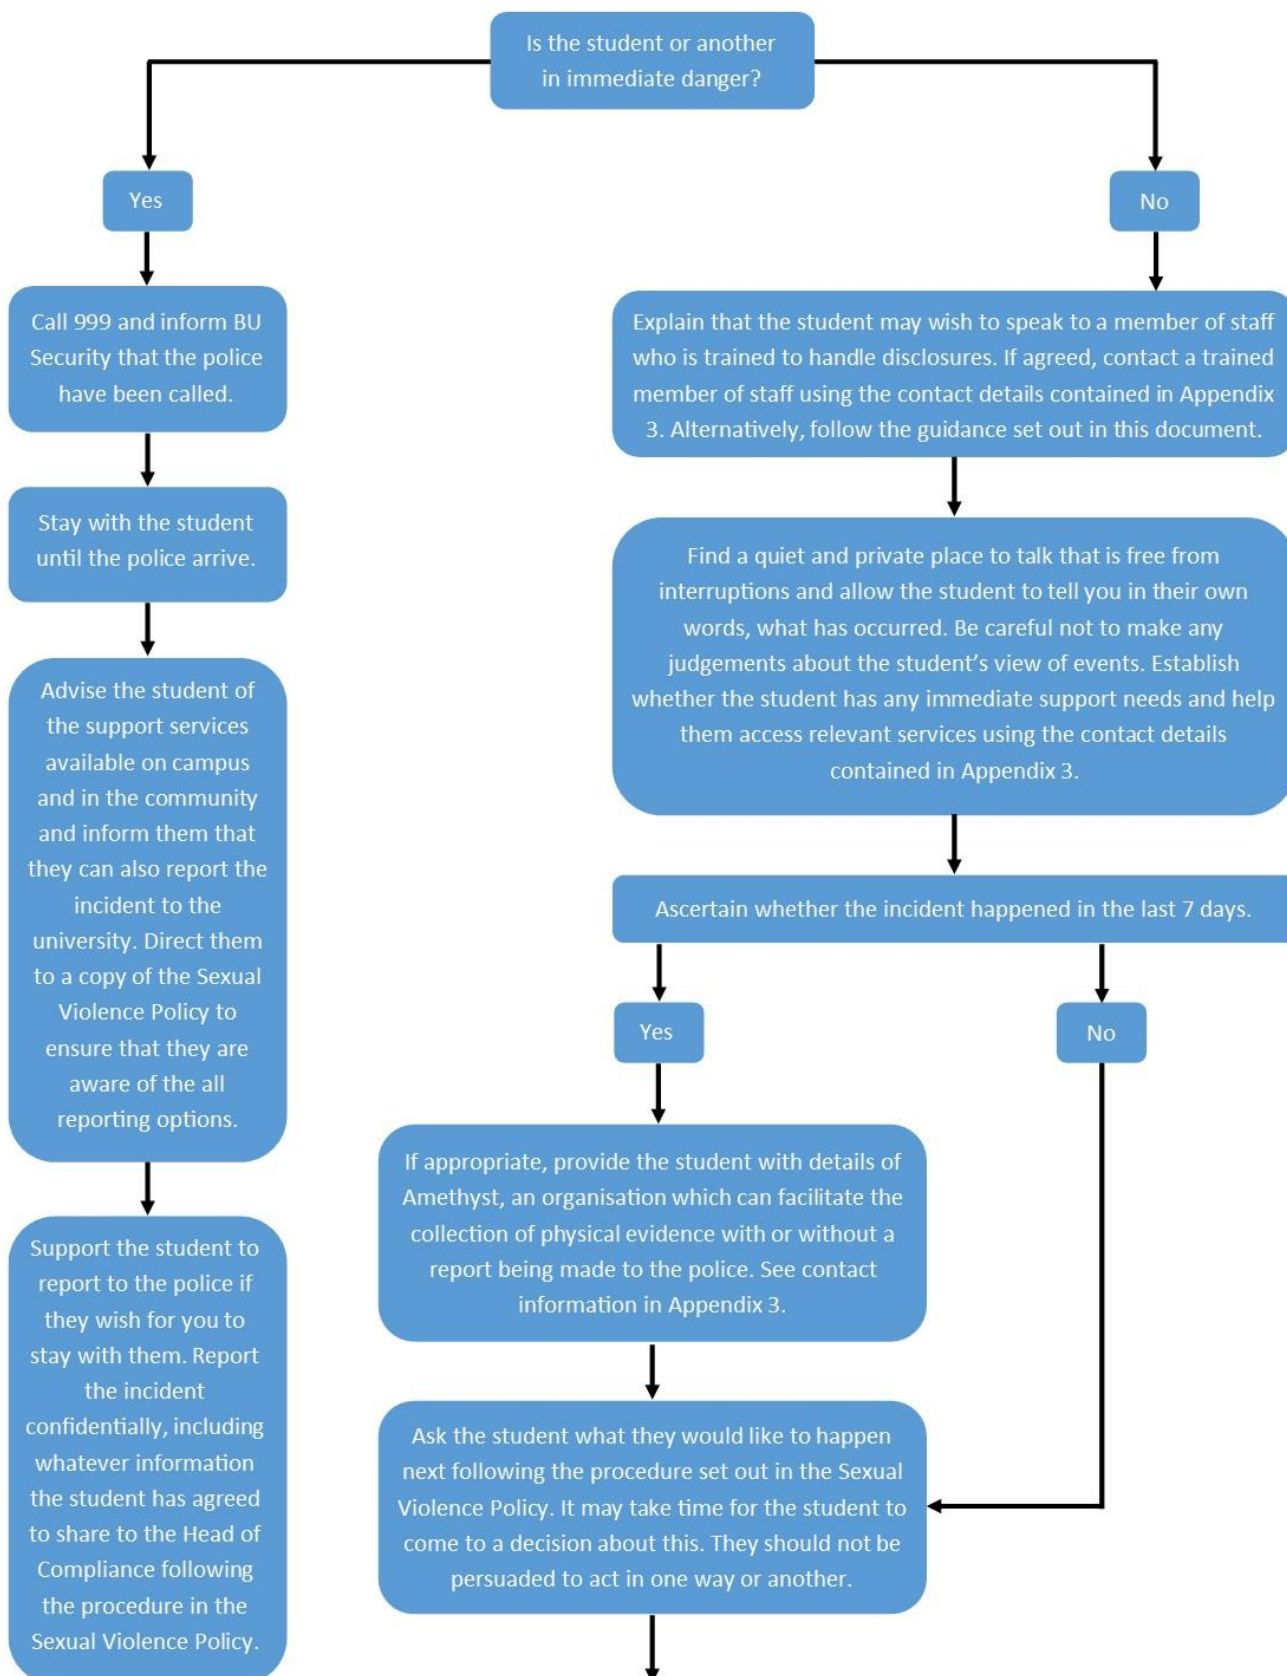 Is the student or another
in immediate danger?
Yes
No
Call 999 and inform BU
Security that the police
have been called.
Stay with the student
until the police arrive.
Advise the student of
the support services
available on campus
and in the community
and inform them that
they can also report the
incident to the
university. Direct them
to a copy of the Sexual
Violence Policy to
ensure that they are
aware of the all
reporting options.
Support the student to
report to the police if
they wish for you to
stay with them. Report
the incident
confidentially, including
whatever information
the student has agreed
to share to the Head of
Compliance following
the procedure in the
Sexual Violence Policy.
Explain that the student may wish to speak to a member of staff
who is trained to handle disclosures. If agreed, contact a trained
member of staff using the contact details contained in Appendix
3. Alternatively, follow the guidance set out in this document.
Find a quiet and private place to talk that is free from
interruptions and allow the student to tell you in their own
words, what has occurred. Be careful not to make any
judgements about the student’s view of events. Establish
whether the student has any immediate support needs and help
them access relevant services using the contact details
contained in Appendix 3.
Ascertain whether the incident happened in the last 7 days.
Yes
No
If appropriate, provide the student with details of
Amethyst, an organisation which can facilitate the
collection of physical evidence with or without a
report being made to the police. See contact
information in Appendix 3.
Ask the student what they would like to happen
next following the procedure set out in the Sexual
Violence Policy. It may take time for the student to
come to a decision about this. They should not be
persuaded to act in one way or another.